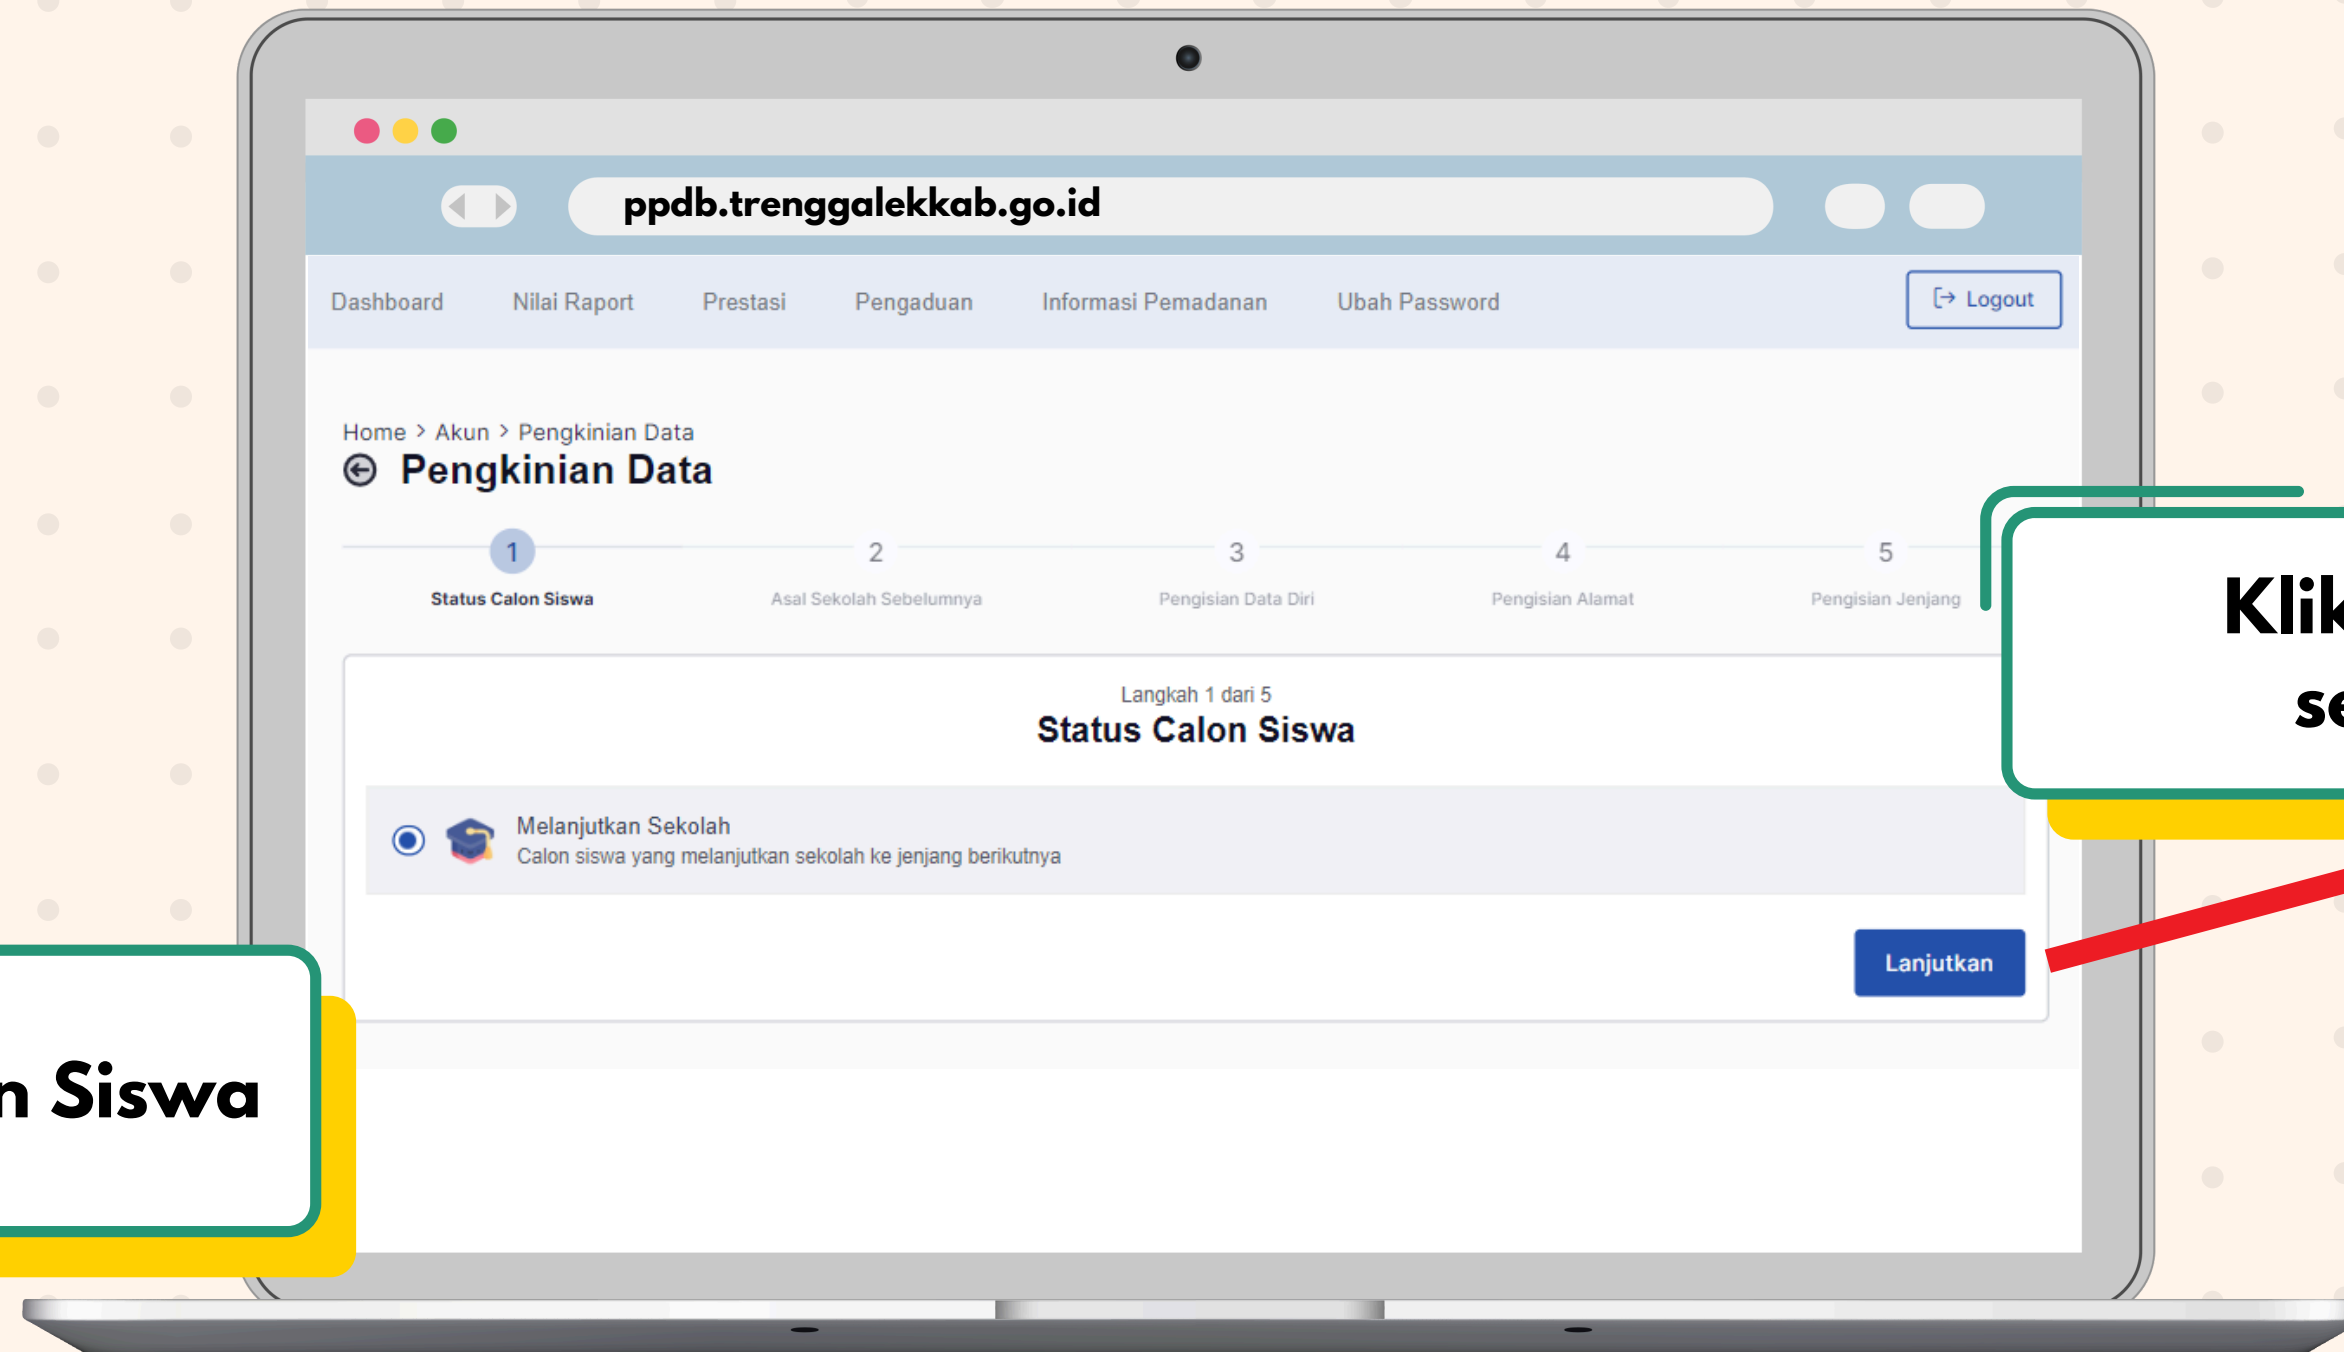 ppdb.trenggalekkab.go.id
Dashboard Nilai Raport Prestasi Pengaduan Informasi Pemadanan Ubah Password Logout
Home > Akun > Pengkinian Data
Pengkinian Data
1 2 3 4 5
Status Calon Siswa Asal Sekolah Sebelumnya Pengisian Data Diri Pengisian Alamat Pengisian Jenjang
Langkah 1 dari 5
Status Calon Siswa
Melanjutkan Sekolah
Calon siswa yang melanjutkan sekolah ke jenjang berikutnya
Lanjutkan
Klik
Siswa